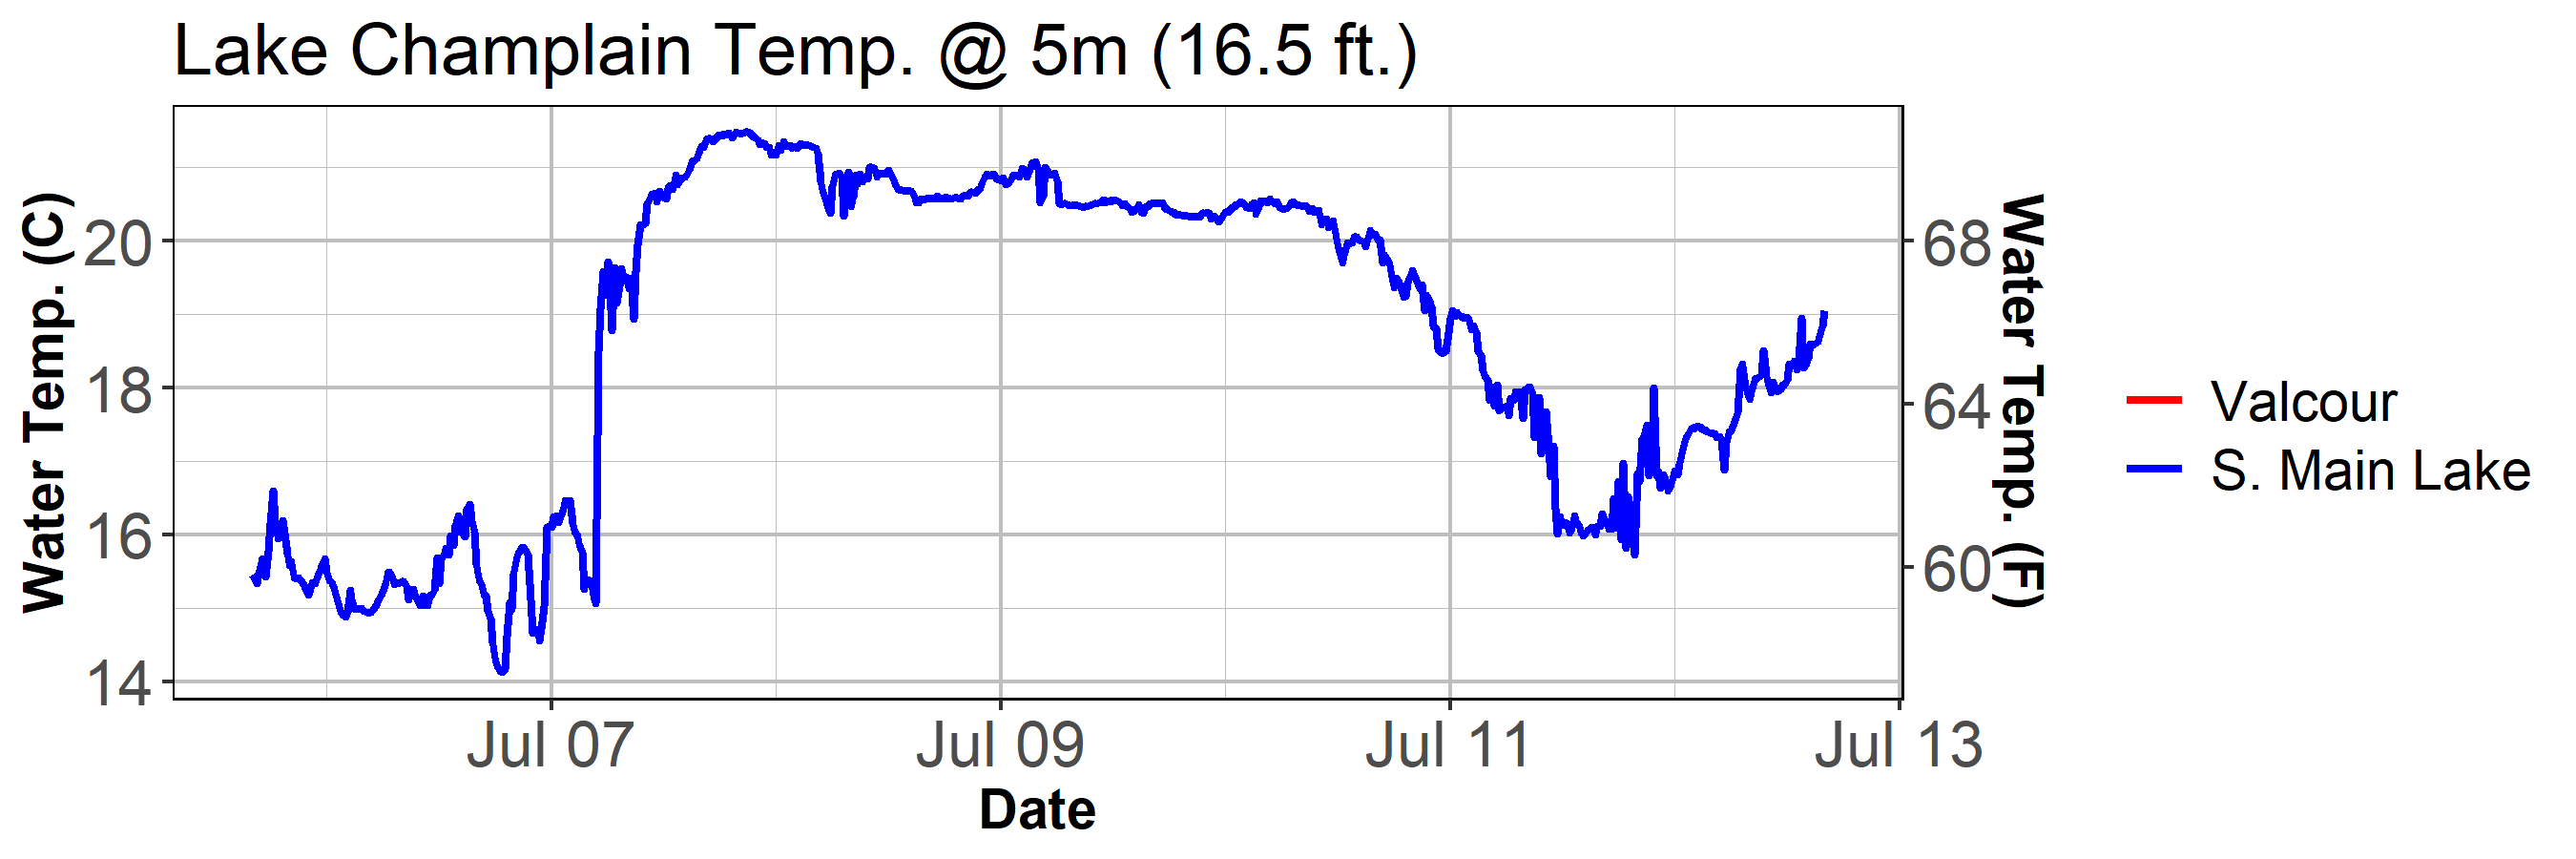 Lake Champlain Temp. @ 5m (16.5 ft.)
Water Temp. (C)
20
18
16
14
68
64
60
Water Temp. (F)
Jul 07
Jul 09
Jul 11
Jul 13
Date
Valcour
S. Main Lake